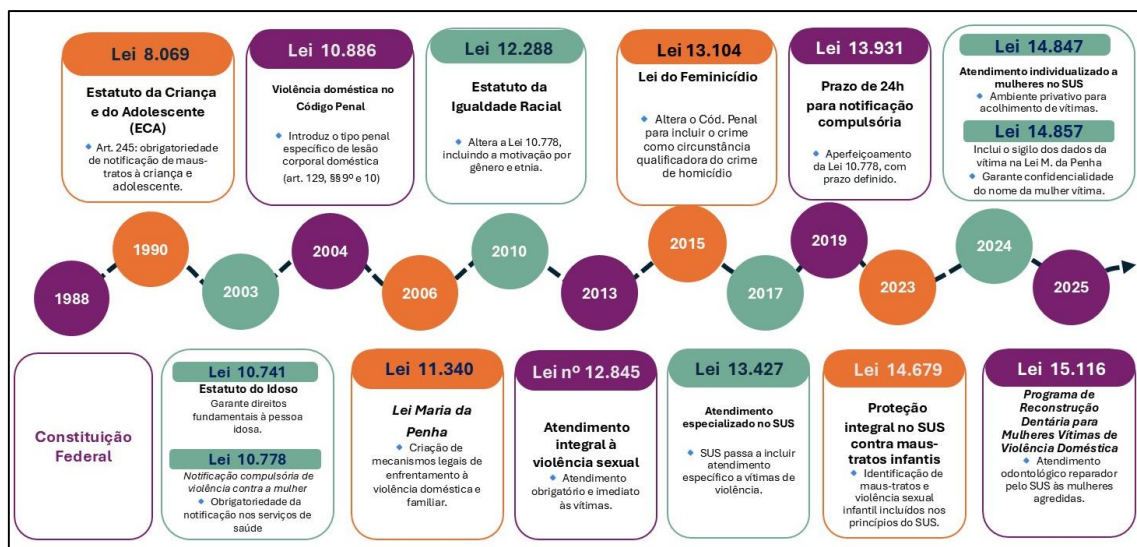 Lei 8.069
Estatuto da Criança
e do Adolescente
(ECA)
Art. 245: obrigatoriedade
de notificação de maus-
tratos à criança e
adolescente.
Lei 10.886
Violência doméstica no
Código Penal
Introduz o tipo penal
específico de lesão
corporal doméstica
(art. 129, §§9º e 10)
Lei 12.288
Estatuto da
Igualdade Racial
Altera a Lei 10.778,
incluindo a motivação por
gênero e etnia.
Lei 13.104
Lei do Feminicídio
Altera o Cód. Penal
para incluir o crime
como circunstância
qualificadora do crime
de homicídio
Lei 13.931
Prazo de 24h
para notificação
compulsória
Aperfeiçoamento
da Lei 10.778, com
prazo definido.
Lei 14.847
Atendimento individualizado a
mulheres no SUS
Ambiente privativo para
acolhimento de vítimas.
Lei 14.857
Inclui o sigilo dos dados da
vítima na Lei M. da Penha
Garante confidencialidade
do nome da mulher vítima.
1988
1990
2003
2004
2006
2010
2013
2015
2017
2019
2023
2024
2025
Constituição
Federal
Lei 10.741
Estatuto do Idoso
Garante direitos
fundamentais à pessoa
idosa.
Lei 10.778
Notificação compulsória de
violência contra a mulher
Obrigatoriedade da
notificação nos serviços de
saúde
Lei 11.340
Lei Maria da
Penha
Criação de
mecanismos legais de
enfrentamento à
violência doméstica e
familiar.
Lei nº 12.845
Atendimento
integral à
violência sexual
Atendimento
obrigatório e imediato
às vítimas.
Lei 13.427
Atendimento
especializado no SUS
SUS passa a incluir
atendimento
específico a vítimas de
violência.
Lei 14.679
Proteção
integral no SUS
contra maus-
tratos infantis
Identificação de
maus-tratos e violência sexual
infantil incluídos nos
princípios do SUS.
Lei 15.116
Programa de
Reconstrução
Dentária para
Mulheres Vítimas de
Violência Doméstica
Atendimento
odontológico reparador
pelo SUS às mulheres
agredidas.